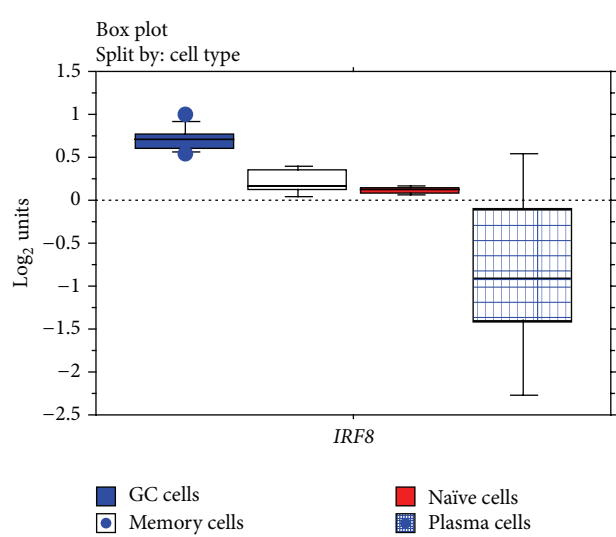 Box plot
Split by: cell type
1.5
1
0.5
0
−0.5
−1
−1.5
−2
−2.5
Log2 units
IRF8
GC cells
Naïve cells
Memory cells
Plasma cells